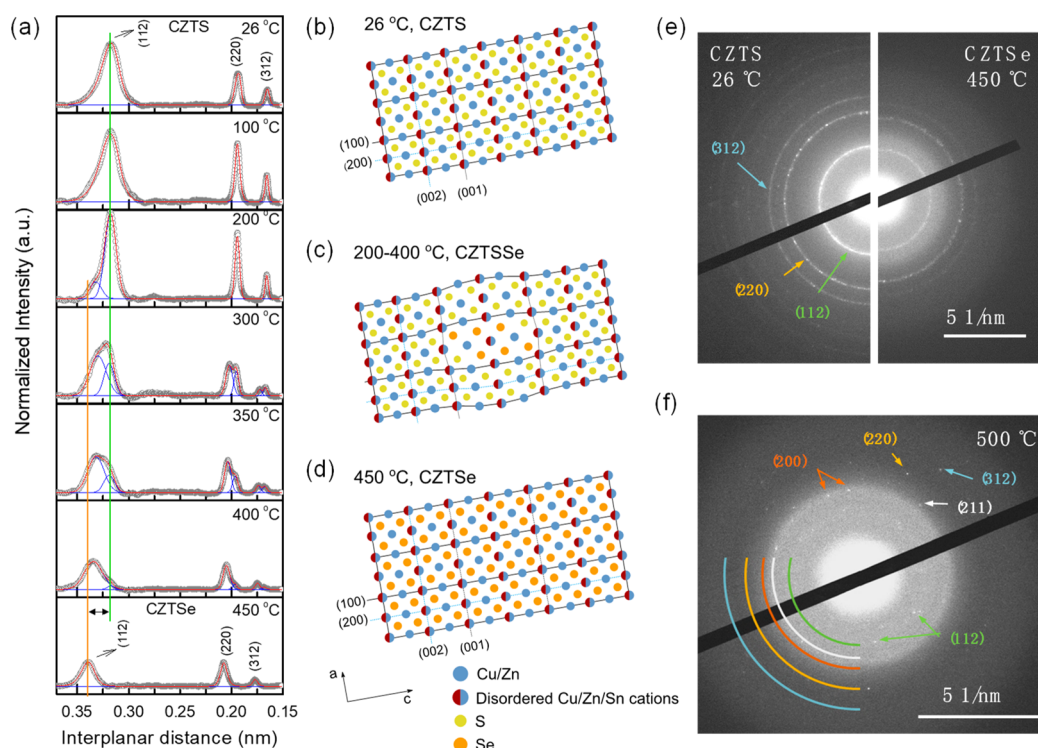 (a)
CZTS
26 °C
(112)
(220)
(312)
100 °C
200 °C
300 °C
350 °C
400 °C
CZTSe
450 °C
(112)
(220)
(312)
Normalized Intensity (a.u.)
0.35 0.30 0.25 0.20 0.15
Interplanar distance (nm)
(b) 26 °C, CZTS
(100)
(200)
(002) (001)
(c) 200-400 °C, CZTSSe
(d) 450 °C, CZTSe
(100)
(200)
(002) (001)
a
c
Cu/Zn
Disordered Cu/Zn/Sn cations
S
Se
(e)
CZTS
26 ℃
CZTSe
450 ℃
(312)
(220)
(112)
5 1/nm
(f)
500 ℃
(220)
(200)
(312)
(211)
(112)
5 1/nm